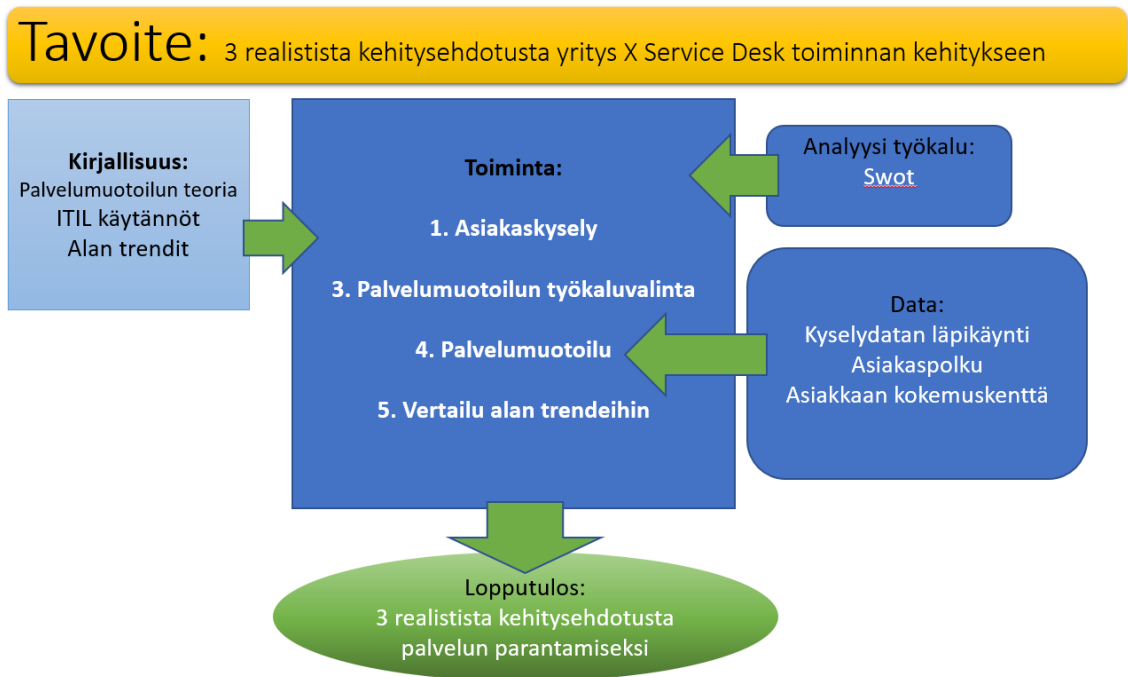 Tavoite: 3 realistista kehitysehdotusta yritys X Service Desk toiminnan kehitykseen
Kirjallisuus:
Palvelumuotoilun teoria
ITIL käytännöt
Alan trendit
Toiminta:
1. Asiakaskysely
3. Palvelumuotoilun työkaluvalinta
4. Palvelumuotoilu
5. Vertailu alan trendeihin
Analyysi työkalu:
Swot
Data:
Kyselydatan läpikäynti
Asiakaspolku
Asiakkaan kokemuskenttä
Lopputulos:
3 realistista kehitysehdotusta
palvelun parantamiseksi